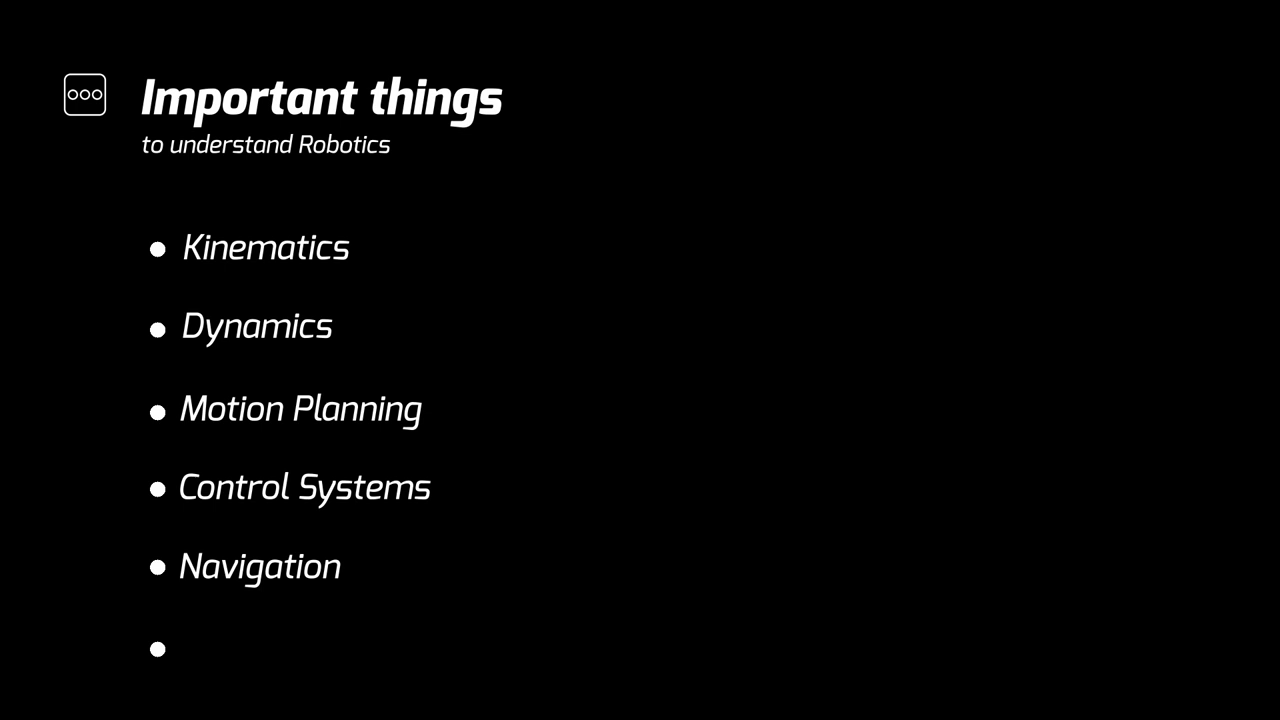 Important things
to understand Robotics
Kinematics
Dynamics
Motion Planning
Control Systems
Navigation